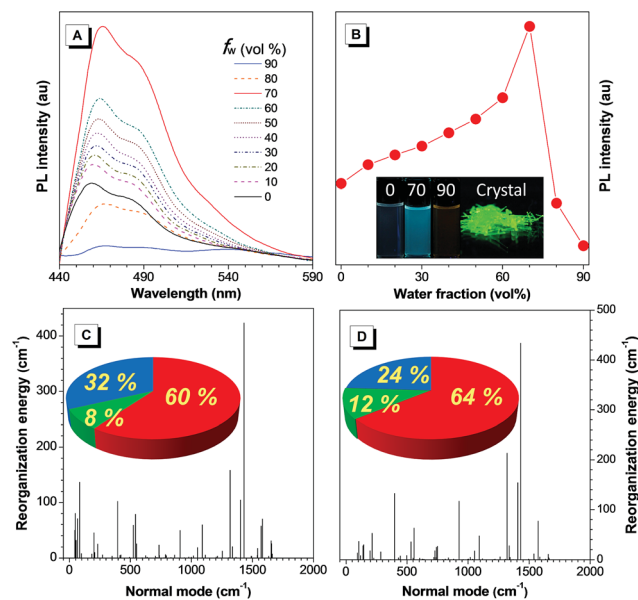 A
f_w (vol %)
90
80
70
60
50
40
30
20
10
0
PL intensity (au)
440 490 540 590
Wavelength (nm)
B
0 70 90 Crystal
PL intensity (au)
0 30 60 90
Water fraction (vol%)
C
32 %
60 %
8 %
Reorganization energy (cm⁻¹)
400
300
200
100
0
0 500 1000 1500 2000
Normal mode (cm⁻¹)
D
24 %
12 %
64 %
Reorganization energy (cm⁻¹)
500
400
300
200
100
0
0 500 1000 1500 2000
Normal mode (cm⁻¹)